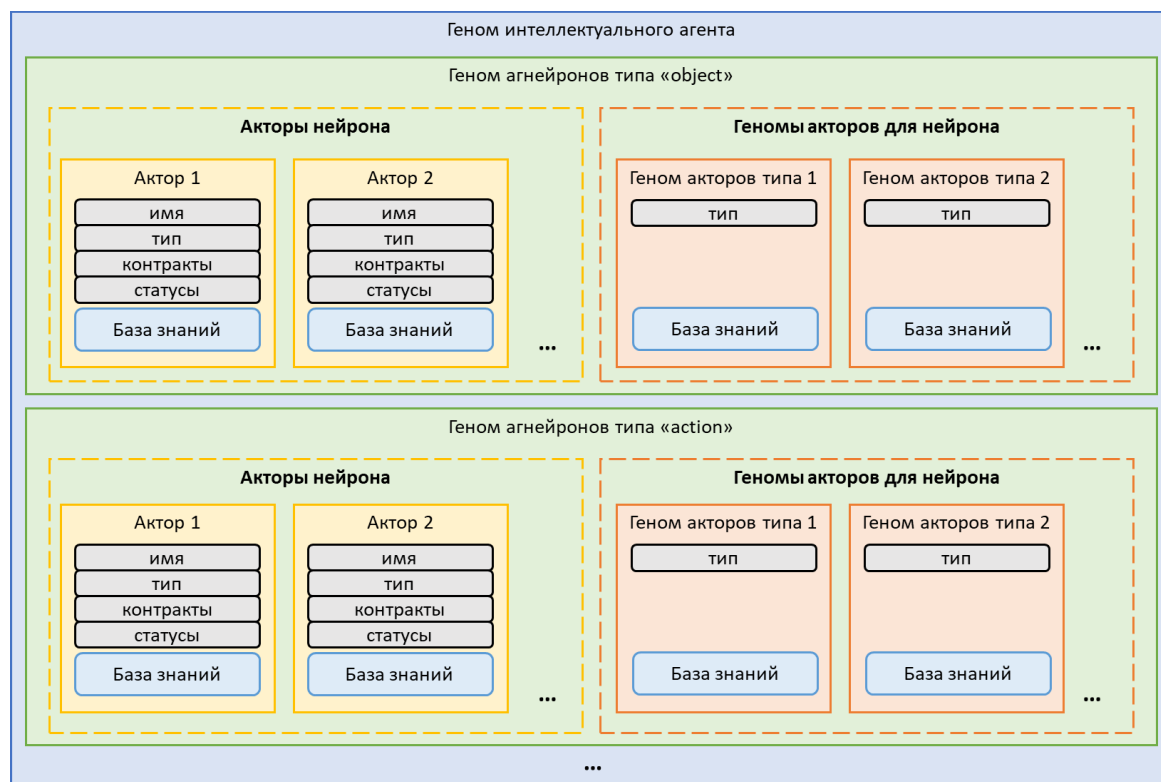 Геном интеллектуального агента
Геном агнейронов типа «object»
Акторы нейрона
Актор 1
имя
тип
контракты
статусы
База знаний
Актор 2
имя
тип
контракты
статусы
База знаний
...
Геномы акторов для нейрона
Геном акторов типа 1
тип
База знаний
Геном акторов типа 2
тип
База знаний
...
Геном агнейронов типа «action»
Акторы нейрона
Актор 1
имя
тип
контракты
статусы
База знаний
Актор 2
имя
тип
контракты
статусы
База знаний
...
Геномы акторов для нейрона
Геном акторов типа 1
тип
База знаний
Геном акторов типа 2
тип
База знаний
...
...